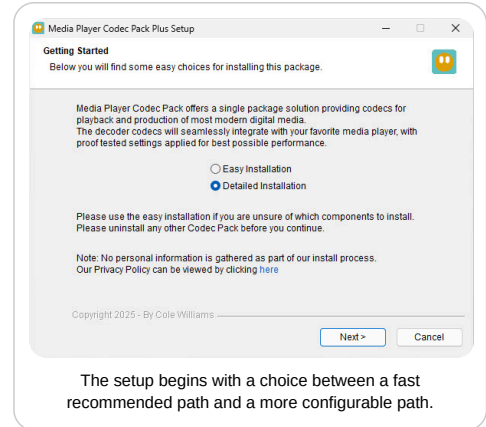 Media Player Codec Pack Plus Setup
Getting Started
Below you will find some easy choices for installing this package.
Media Player Codec Pack offers a single package solution providing codecs for
playback and production of most modern digital media.
The decoder codecs will seamlessly integrate with your favorite media player, with
proof tested settings applied for best possible performance.
Easy Installation
Detailed Installation
Please use the easy installation if you are unsure of which components to install.
Please uninstall any other Codec Pack before you continue.
Note: No personal information is gathered as part of our install process.
Our Privacy Policy can be viewed by clicking here
Copyright 2025 - By Cole Williams
Next >
Cancel
The setup begins with a choice between a fast
recommended path and a more configurable path.